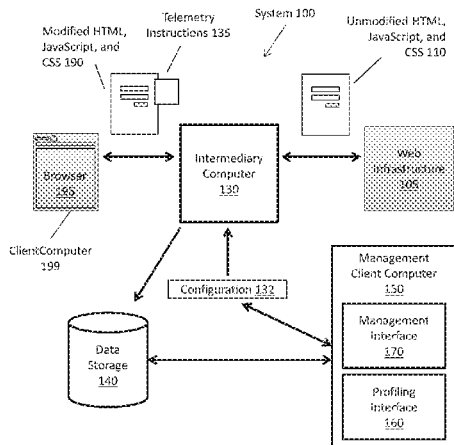 Modified HTML,
JavaScript, and
CSS 190
Telemetry
Instructions 135
System 100
Unmodified HTML,
JavaScript, and
CSS 110
Browser
195
ClientComputer
199
Intermediary
Computer
130
Web
Infrastructure
105
Configuration 132
Data
Storage
140
Management
Client Computer
150
Management
Interface
170
Profiling
Interface
160